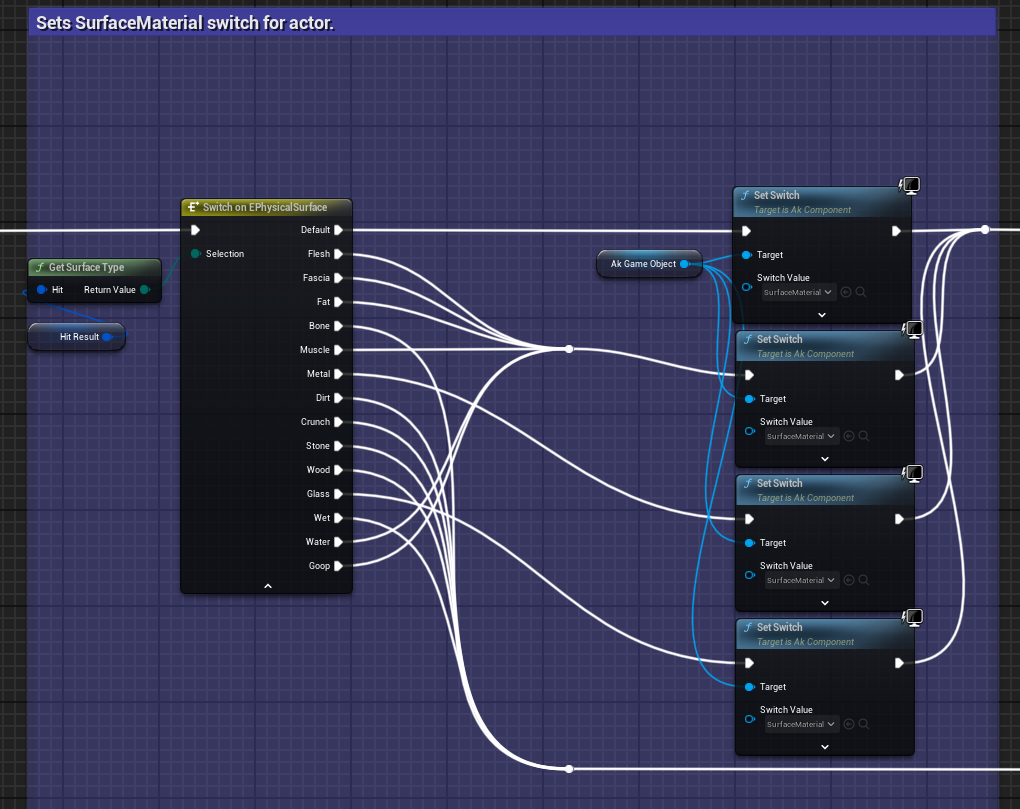 Sets SurfaceMaterial switch for actor.
Switch on EPhysicalSurface
Default
Selection
Flesh
Fascia
Fat
Bone
Muscle
Metal
Dirt
Crunch
Stone
Wood
Glass
Wet
Water
Goop
Get Surface Type
Hit
Return Value
Hit Result
Ak Game Object
f Set Switch
Target is Ak Component
Target
Switch Value
SurfaceMaterial
f Set Switch
Target is Ak Component
Target
Switch Value
SurfaceMaterial
f Set Switch
Target is Ak Component
Target
Switch Value
SurfaceMaterial
f Set Switch
Target is Ak Component
Target
Switch Value
SurfaceMaterial